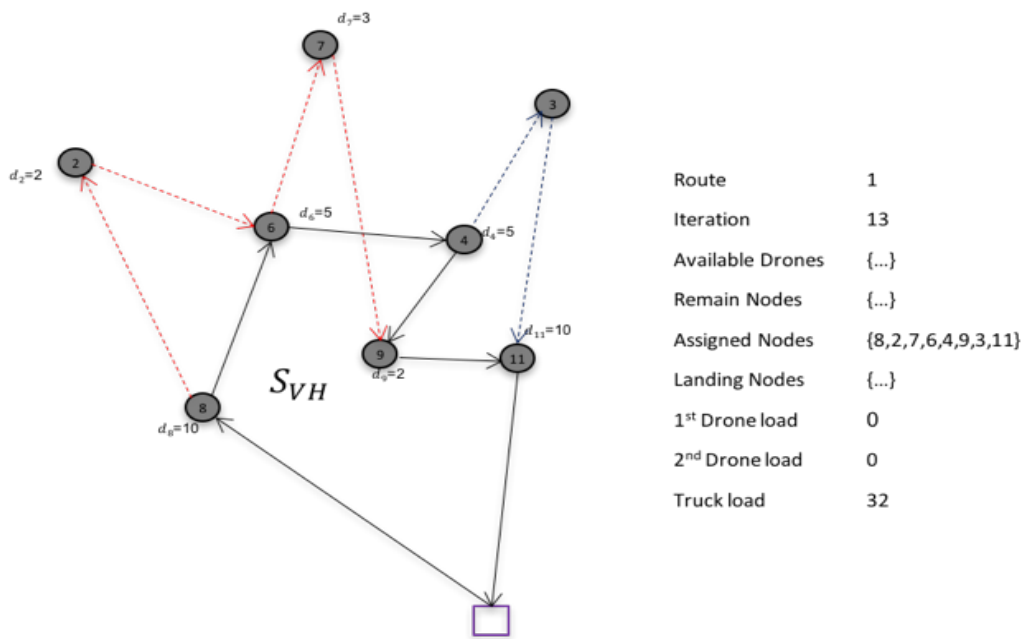 d₇=3
7
3
2
d₂=2
d₆=5
6
4
d₄=5
d₁₁=10
9
11
d₉=2
S_VH
8
d₈=10
Route 1
Iteration 13
Available Drones {...}
Remain Nodes {...}
Assigned Nodes {8,2,7,6,4,9,3,11}
Landing Nodes {...}
1st Drone load 0
2nd Drone load 0
Truck load 32